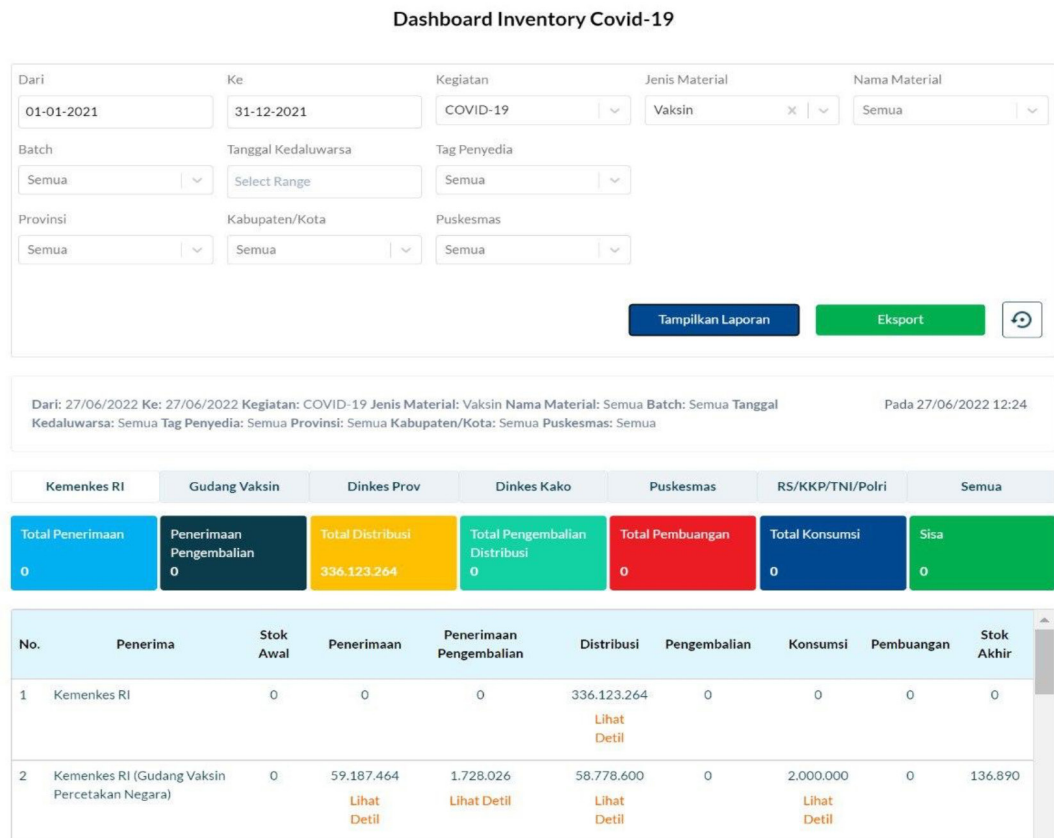 Dashboard Inventory Covid-19
Dari Ke Kegiatan Jenis Material Nama Material
01-01-2021 31-12-2021 COVID-19 Vaksin Semua
Batch Tanggal Kedaluwarsa Tag Penyedia
Semua Select Range Semua
Provinsi Kabupaten/Kota Puskesmas
Semua Semua Semua
Tampilkan Laporan Eksport
Dari: 27/06/2022 Ke: 27/06/2022 Kegiatan: COVID-19 Jenis Material: Vaksin Nama Material: Semua Batch: Semua Tanggal Pada 27/06/2022 12:24
Kedaluwarsa: Semua Tag Penyedia: Semua Provinsi: Semua Kabupaten/Kota: Semua Puskesmas: Semua
Kemenkes RI Gudang Vaksin Dinkes Prov Dinkes Kako Puskesmas RS/KKP/TNI/Polri Semua
Total Penerimaan Penerimaan Total Distribusi Total Pengembalian Total Pembuangan Total Konsumsi Sisa
Pengembalian Distribusi
0 0 336.123.264 0 0 0 0
No. Penerima Stok Penerimaan Penerimaan Distribusi Pengembalian Konsumsi Pembuangan Stok
Awal Pengembalian Akhir
1 Kemenkes RI 0 0 0 336.123.264 0 0 0 0
Lihat
Detil
2 Kemenkes RI (Gudang Vaksin 0 59.187.464 1.728.026 58.778.600 0 2.000.000 0 136.890
Percetakan Negara) Lihat Lihat Detil Lihat Lihat
Detil Detil Detil